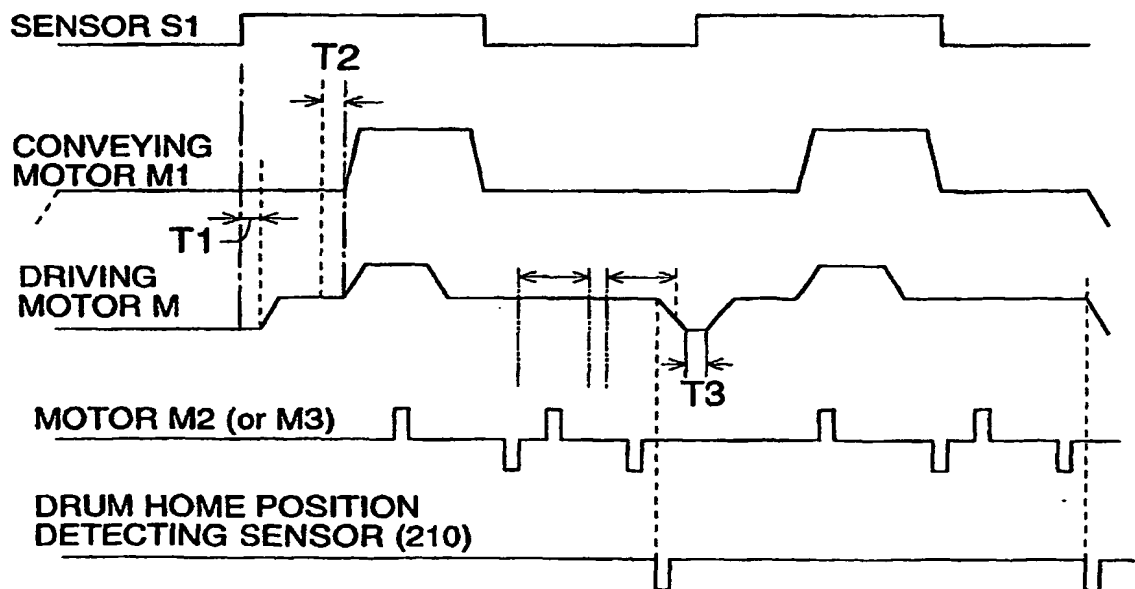 SENSOR S1
T2
CONVEYING
MOTOR M1
T1
DRIVING
MOTOR M
T3
MOTOR M2 (or M3)
DRUM HOME POSITION
DETECTING SENSOR (210)